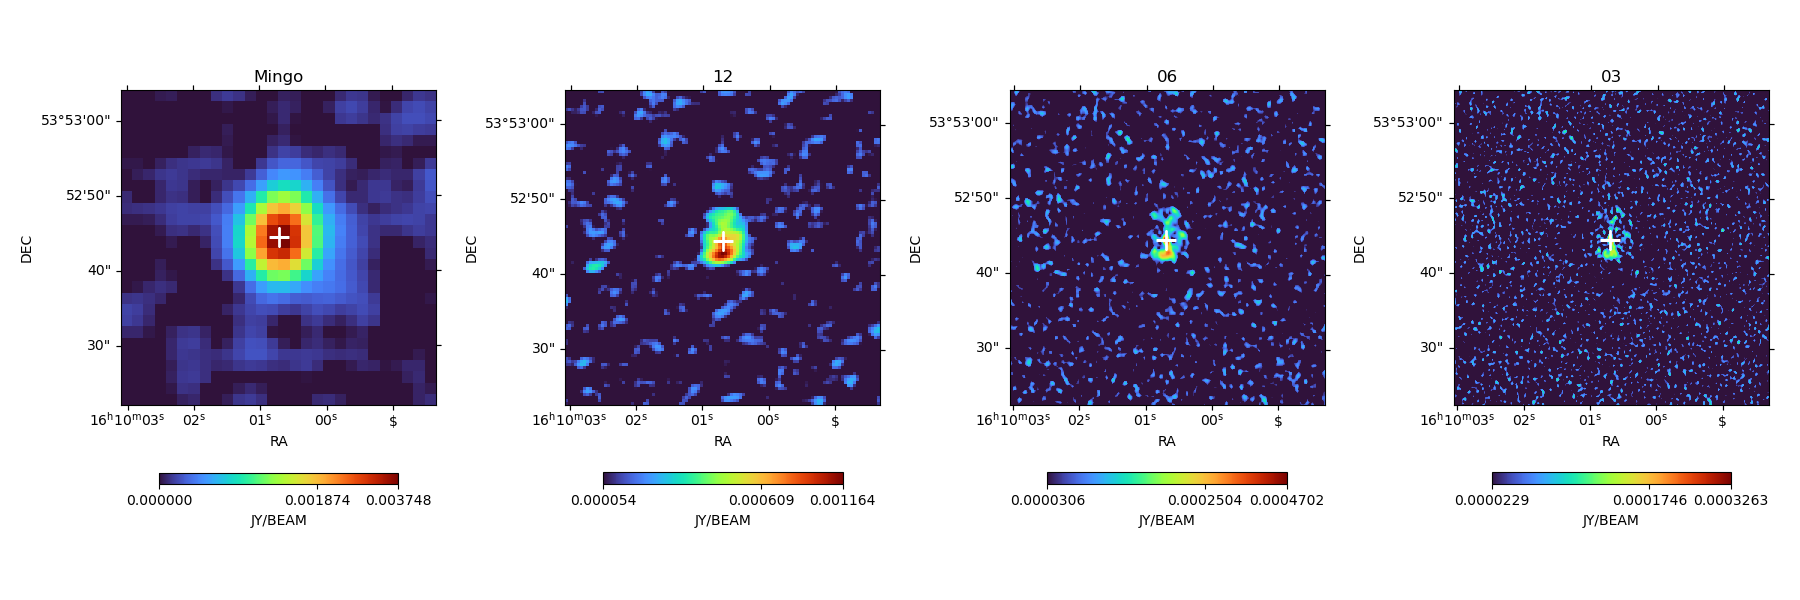 Mingo
12
06
03
53°53'00"
52'50"
40"
30"
DEC
16ʰ10ᵐ03ˢ 02ˢ 01ˢ 00ˢ $
RA
0.000000 0.001874 0.003748
JY/BEAM
53°53'00"
52'50"
40"
30"
DEC
16ʰ10ᵐ03ˢ 02ˢ 01ˢ 00ˢ $
RA
0.000054 0.000609 0.001164
JY/BEAM
53°53'00"
52'50"
40"
30"
DEC
16ʰ10ᵐ03ˢ 02ˢ 01ˢ 00ˢ $
RA
0.0000306 0.0002504 0.0004702
JY/BEAM
53°53'00"
52'50"
40"
30"
DEC
16ʰ10ᵐ03ˢ 02ˢ 01ˢ 00ˢ $
RA
0.0000229 0.0001746 0.0003263
JY/BEAM